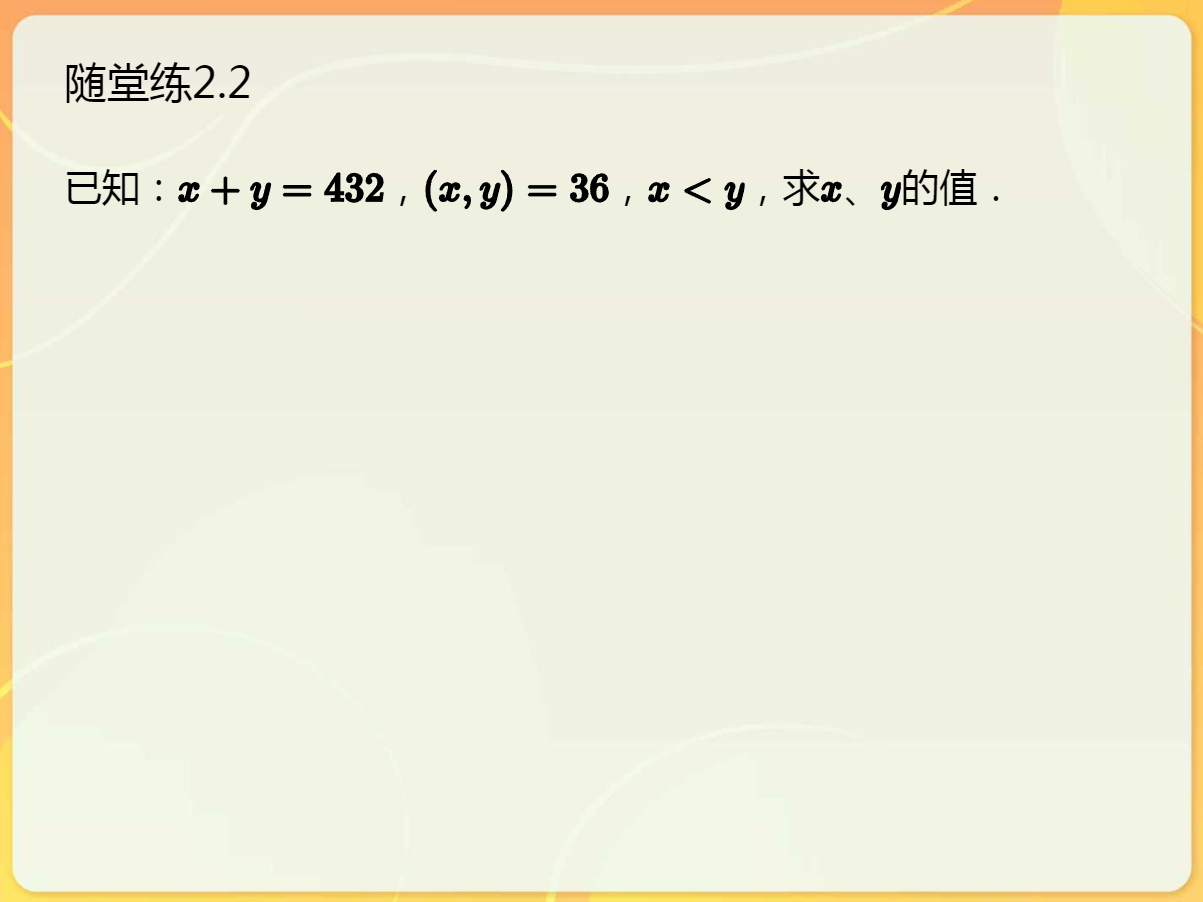 随堂练2.2
已知：x + y = 432，(x, y) = 36，x < y，求x、y的值．